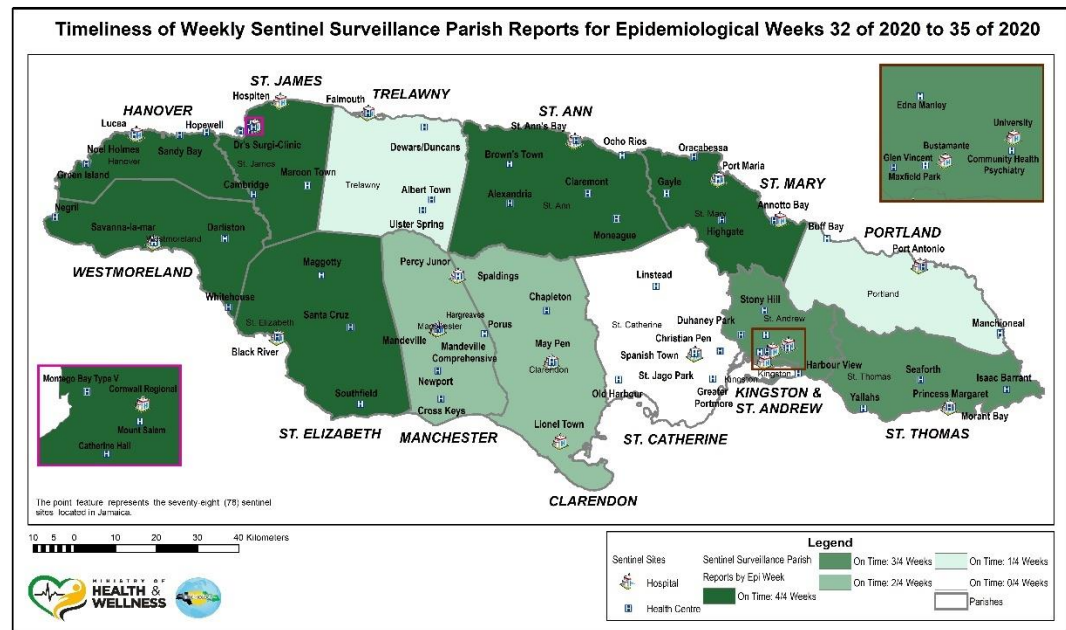 Timeliness of Weekly Sentinel Surveillance Parish Reports for Epidemiological Weeks 32 of 2020 to 35 of 2020
ST. JAMES
Hospiten
TRELAWNY
Falmouth
HANOVER
Lucea
Hopewell
Noel Holmes
Hanover
Sandy Bay
Green Island
Dr's Surgi-Clinic
St. James
Maroon Town
Cambridge
Dewars/Duncans
Trelawny
Albert Town
Ulster Spring
ST. ANN
St. Ann's Bay
Ocho Rios
Brown's Town
Alexandria
Claremont
St. Ann
Moneague
Oracabessa
Port Maria
Gayle
ST. MARY
St. Mary
Highgate
Annotto Bay
Buff Bay
PORTLAND
Port Antonio
Portland
Manchioneal
Edna Manley
University
Bustamante
Glen Vincent
Community Health
Psychiatry
Maxfield Park
Negril
Savanna-la-mar
Westmoreland
Darliston
WESTMORELAND
Whitehouse
Maggotty
Santa Cruz
St. Elizabeth
Black River
Southfield
ST. ELIZABETH
Percy Junor
Spaldings
Hargreaves
Manchester
Mandeville
Porus
Mandeville
Comprehensive
Newport
Cross Keys
MANCHESTER
Chapleton
May Pen
Clarendon
Lionel Town
CLARENDON
Linstead
St. Catherine
Duhaney Park
Christian Pen
Spanish Town
St. Jago Park
Old Harbour
Greater
Portmore
ST. CATHERINE
Stony Hill
St. Andrew
Kingston
Kingston
Harbour View
KINGSTON &
ST. ANDREW
St. Thomas
Seaforth
Isaac Barrant
Yallahs
Princess Margaret
Morant Bay
ST. THOMAS
Montego Bay Type V
Cornwall Regional
Mount Salem
Catherine Hall
The point feature represents the seventy-eight (78) sentinel
sites located in Jamaica.
10 5 0 10 20 30 40 Kilometers
MINISTRY OF
HEALTH &
WELLNESS
Legend
Sentinel Sites
Hospital
Health Centre
Sentinel Surveillance Parish
Reports by Epi Week
On Time: 4/4 Weeks
On Time: 3/4 Weeks
On Time: 2/4 Weeks
On Time: 1/4 Weeks
On Time: 0/4 Weeks
Parishes